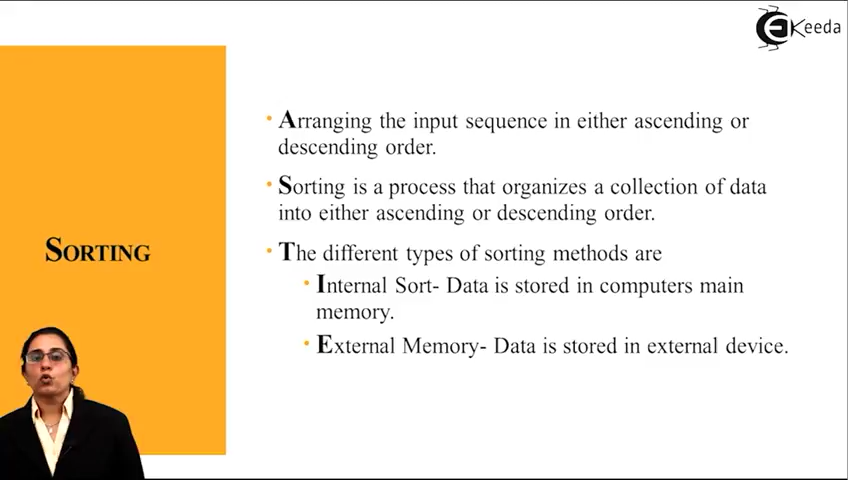 Keeda
Arranging the input sequence in either ascending or
descending order.
Sorting is a process that organizes a collection of data
into either ascending or descending order.
SORTING
The different types of sorting methods are
Internal Sort- Data is stored in computers main
memory.
External Memory- Data is stored in external device.